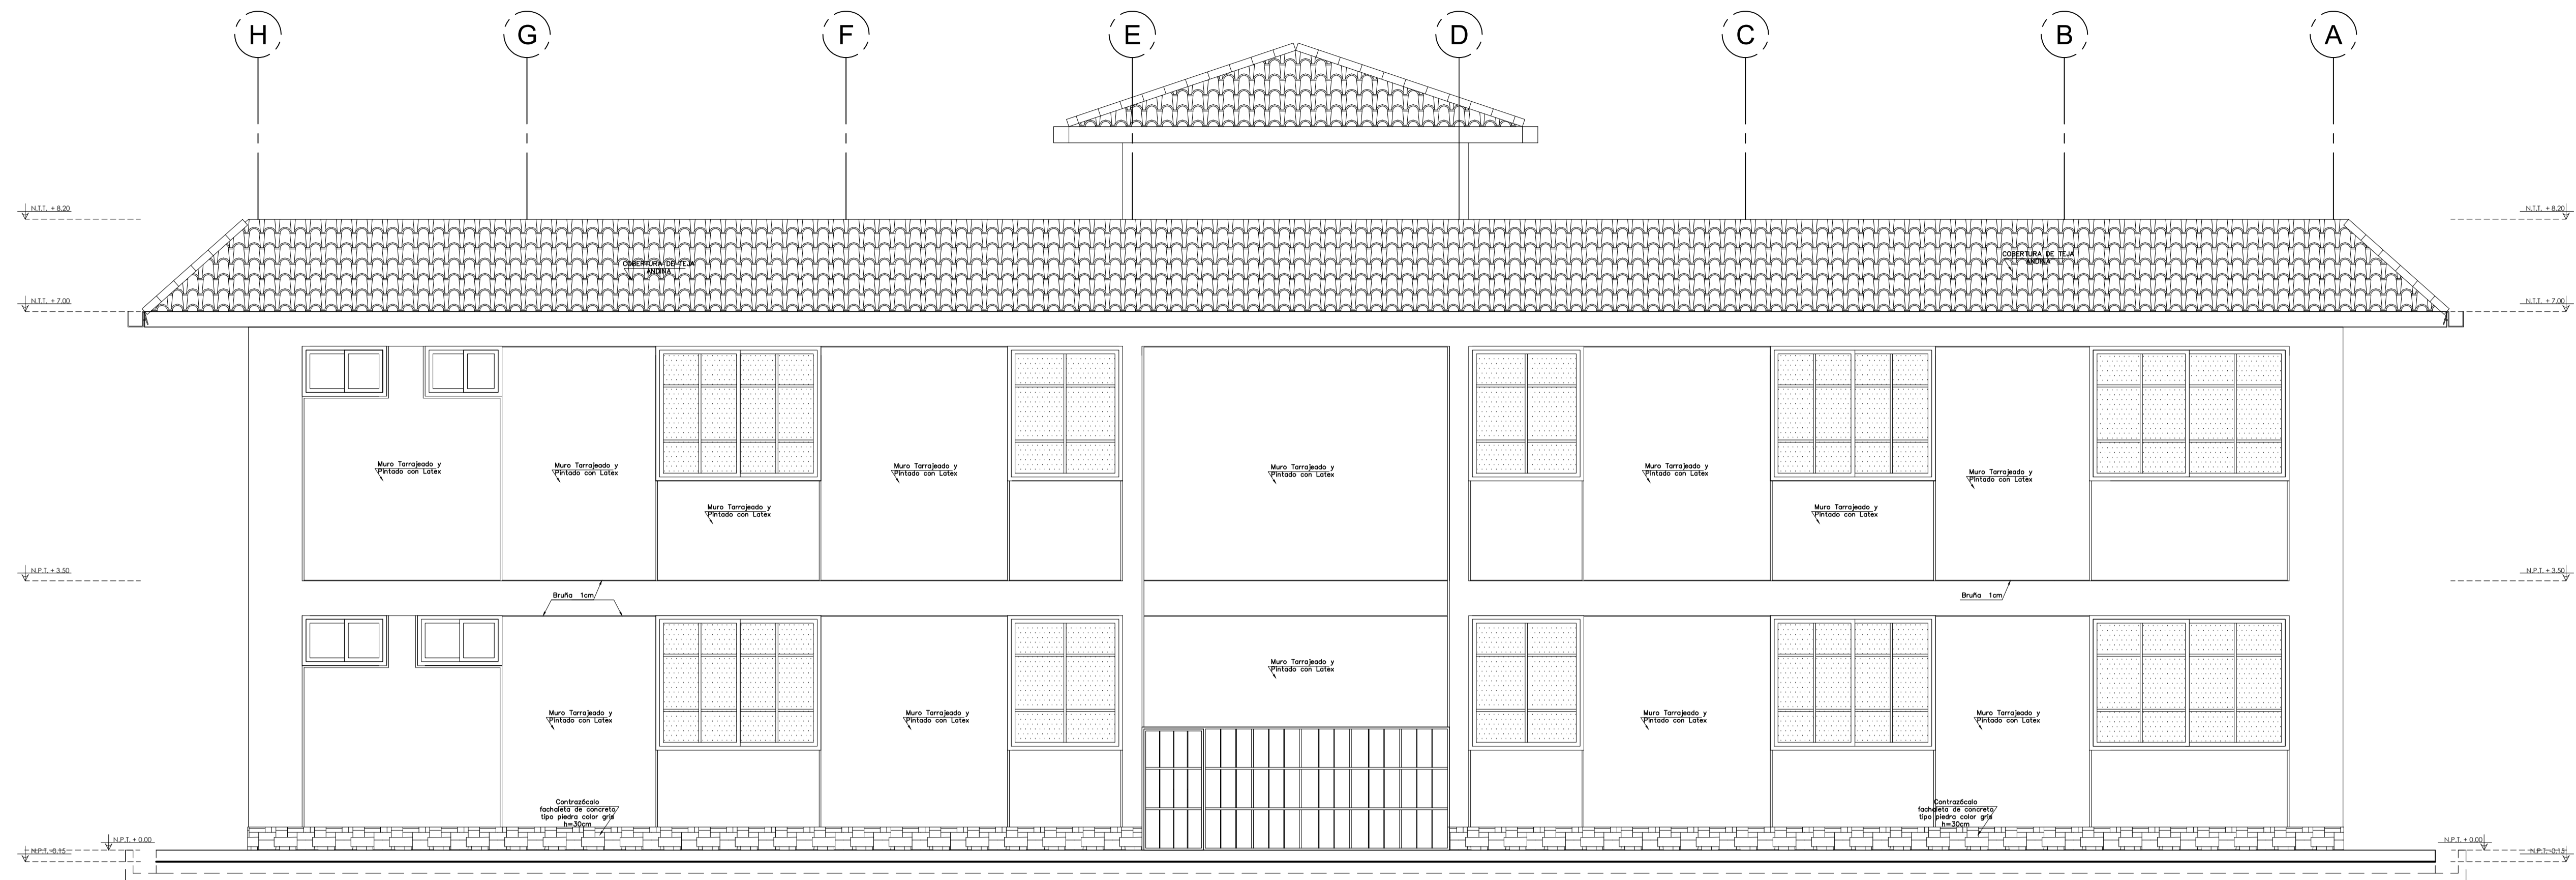 H G F E D C B A
N.T.T. + 8.20
N.T.T. + 8.20
COBERTURA DE TEJA
ANDINA
COBERTURA DE TEJA
ANDINA
N.T.T. + 7.00
N.T.T. + 7.00
Muro Tarrajeado y
Pintado con Latex
Muro Tarrajeado y
Pintado con Latex
Muro Tarrajeado y
Pintado con Latex
Muro Tarrajeado y
Pintado con Latex
Muro Tarrajeado y
Pintado con Latex
Muro Tarrajeado y
Pintado con Latex
Muro Tarrajeado y
Pintado con Latex
Muro Tarrajeado y
Pintado con Latex
N.P.T. + 3.50
N.P.T. + 3.50
Bruña 1cm
Bruña 1cm
Muro Tarrajeado y
Pintado con Latex
Muro Tarrajeado y
Pintado con Latex
Muro Tarrajeado y
Pintado con Latex
Muro Tarrajeado y
Pintado con Latex
Muro Tarrajeado y
Pintado con Latex
Contrazócalo
fachaleta de concreto
tipo piedra color gris
h=30cm
Contrazócalo
fachaleta de concreto
tipo piedra color gris
h=30cm
N.P.T. + 0.00
N.P.T. + 0.00
N.P.T. -0.15
N.P.T. -0.15